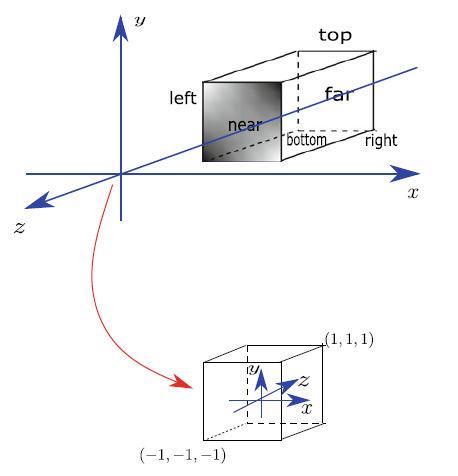 y
top
left
far
near
bottom
right
x
z
(1, 1, 1)
y
z
x
(−1, −1, −1)